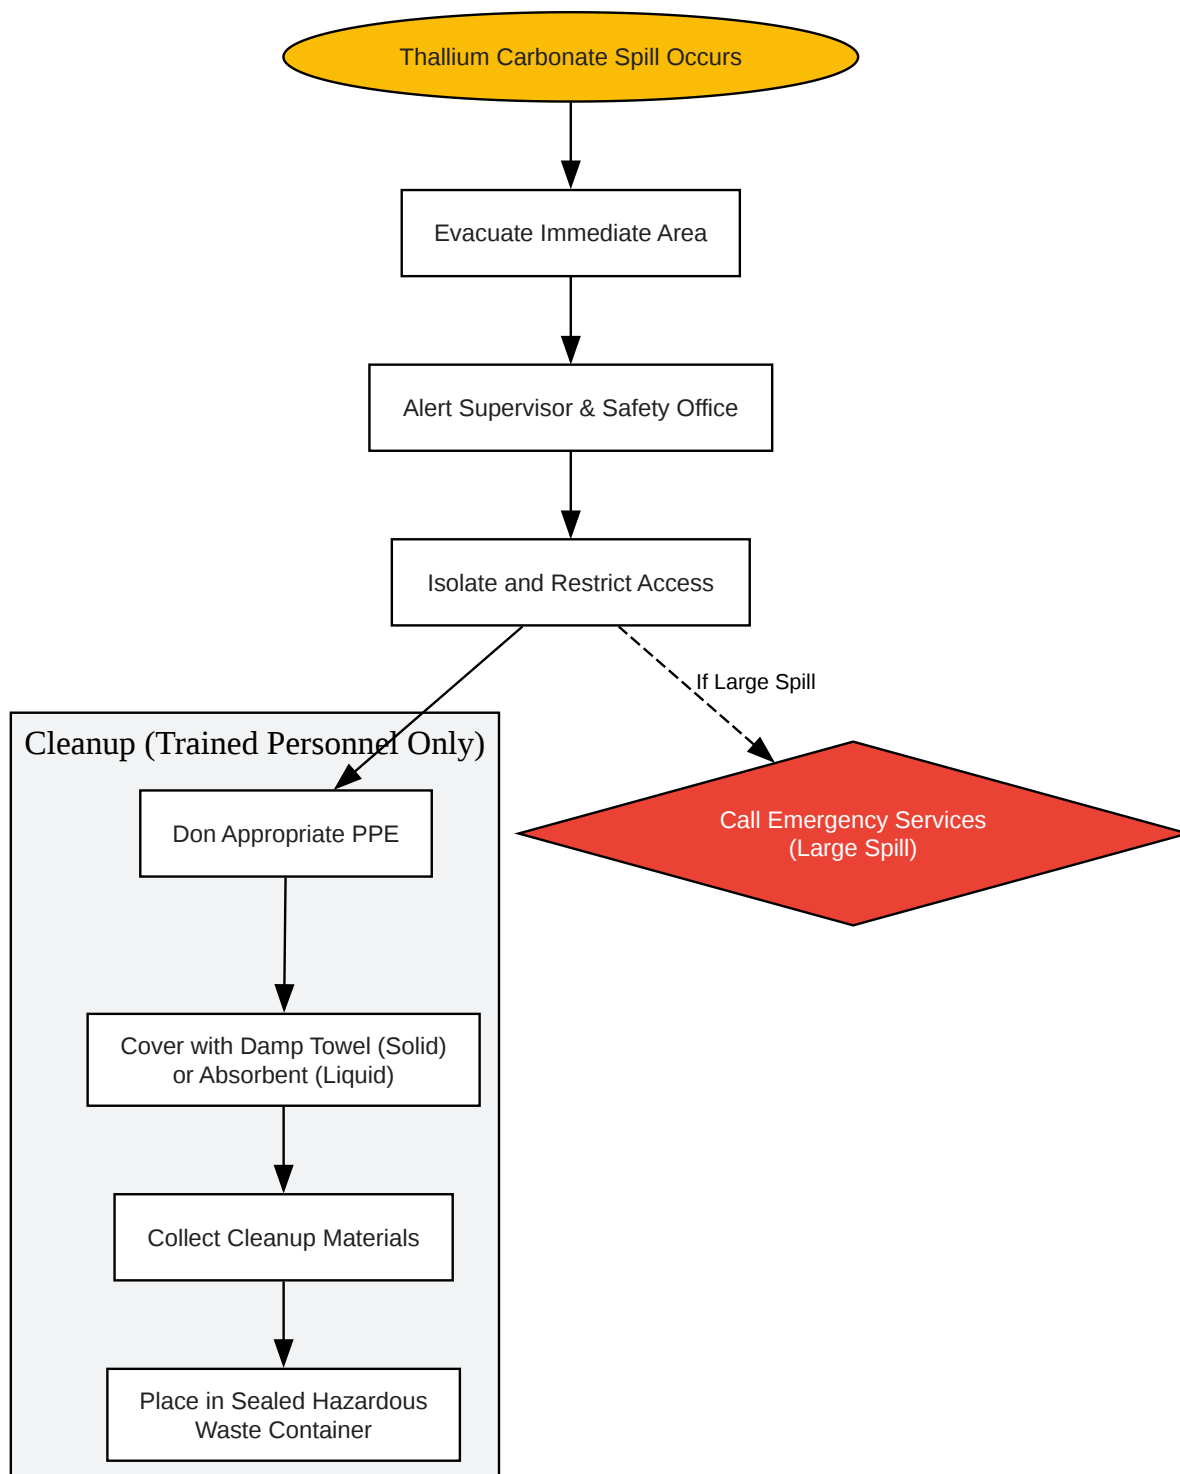 Thallium Carbonate Spill Occurs
Evacuate Immediate Area
Alert Supervisor & Safety Office
Isolate and Restrict Access
If Large Spill
Cleanup (Trained Personnel Only)
Don Appropriate PPE
Call Emergency Services
(Large Spill)
Cover with Damp Towel (Solid)
or Absorbent (Liquid)
Collect Cleanup Materials
Place in Sealed Hazardous
Waste Container